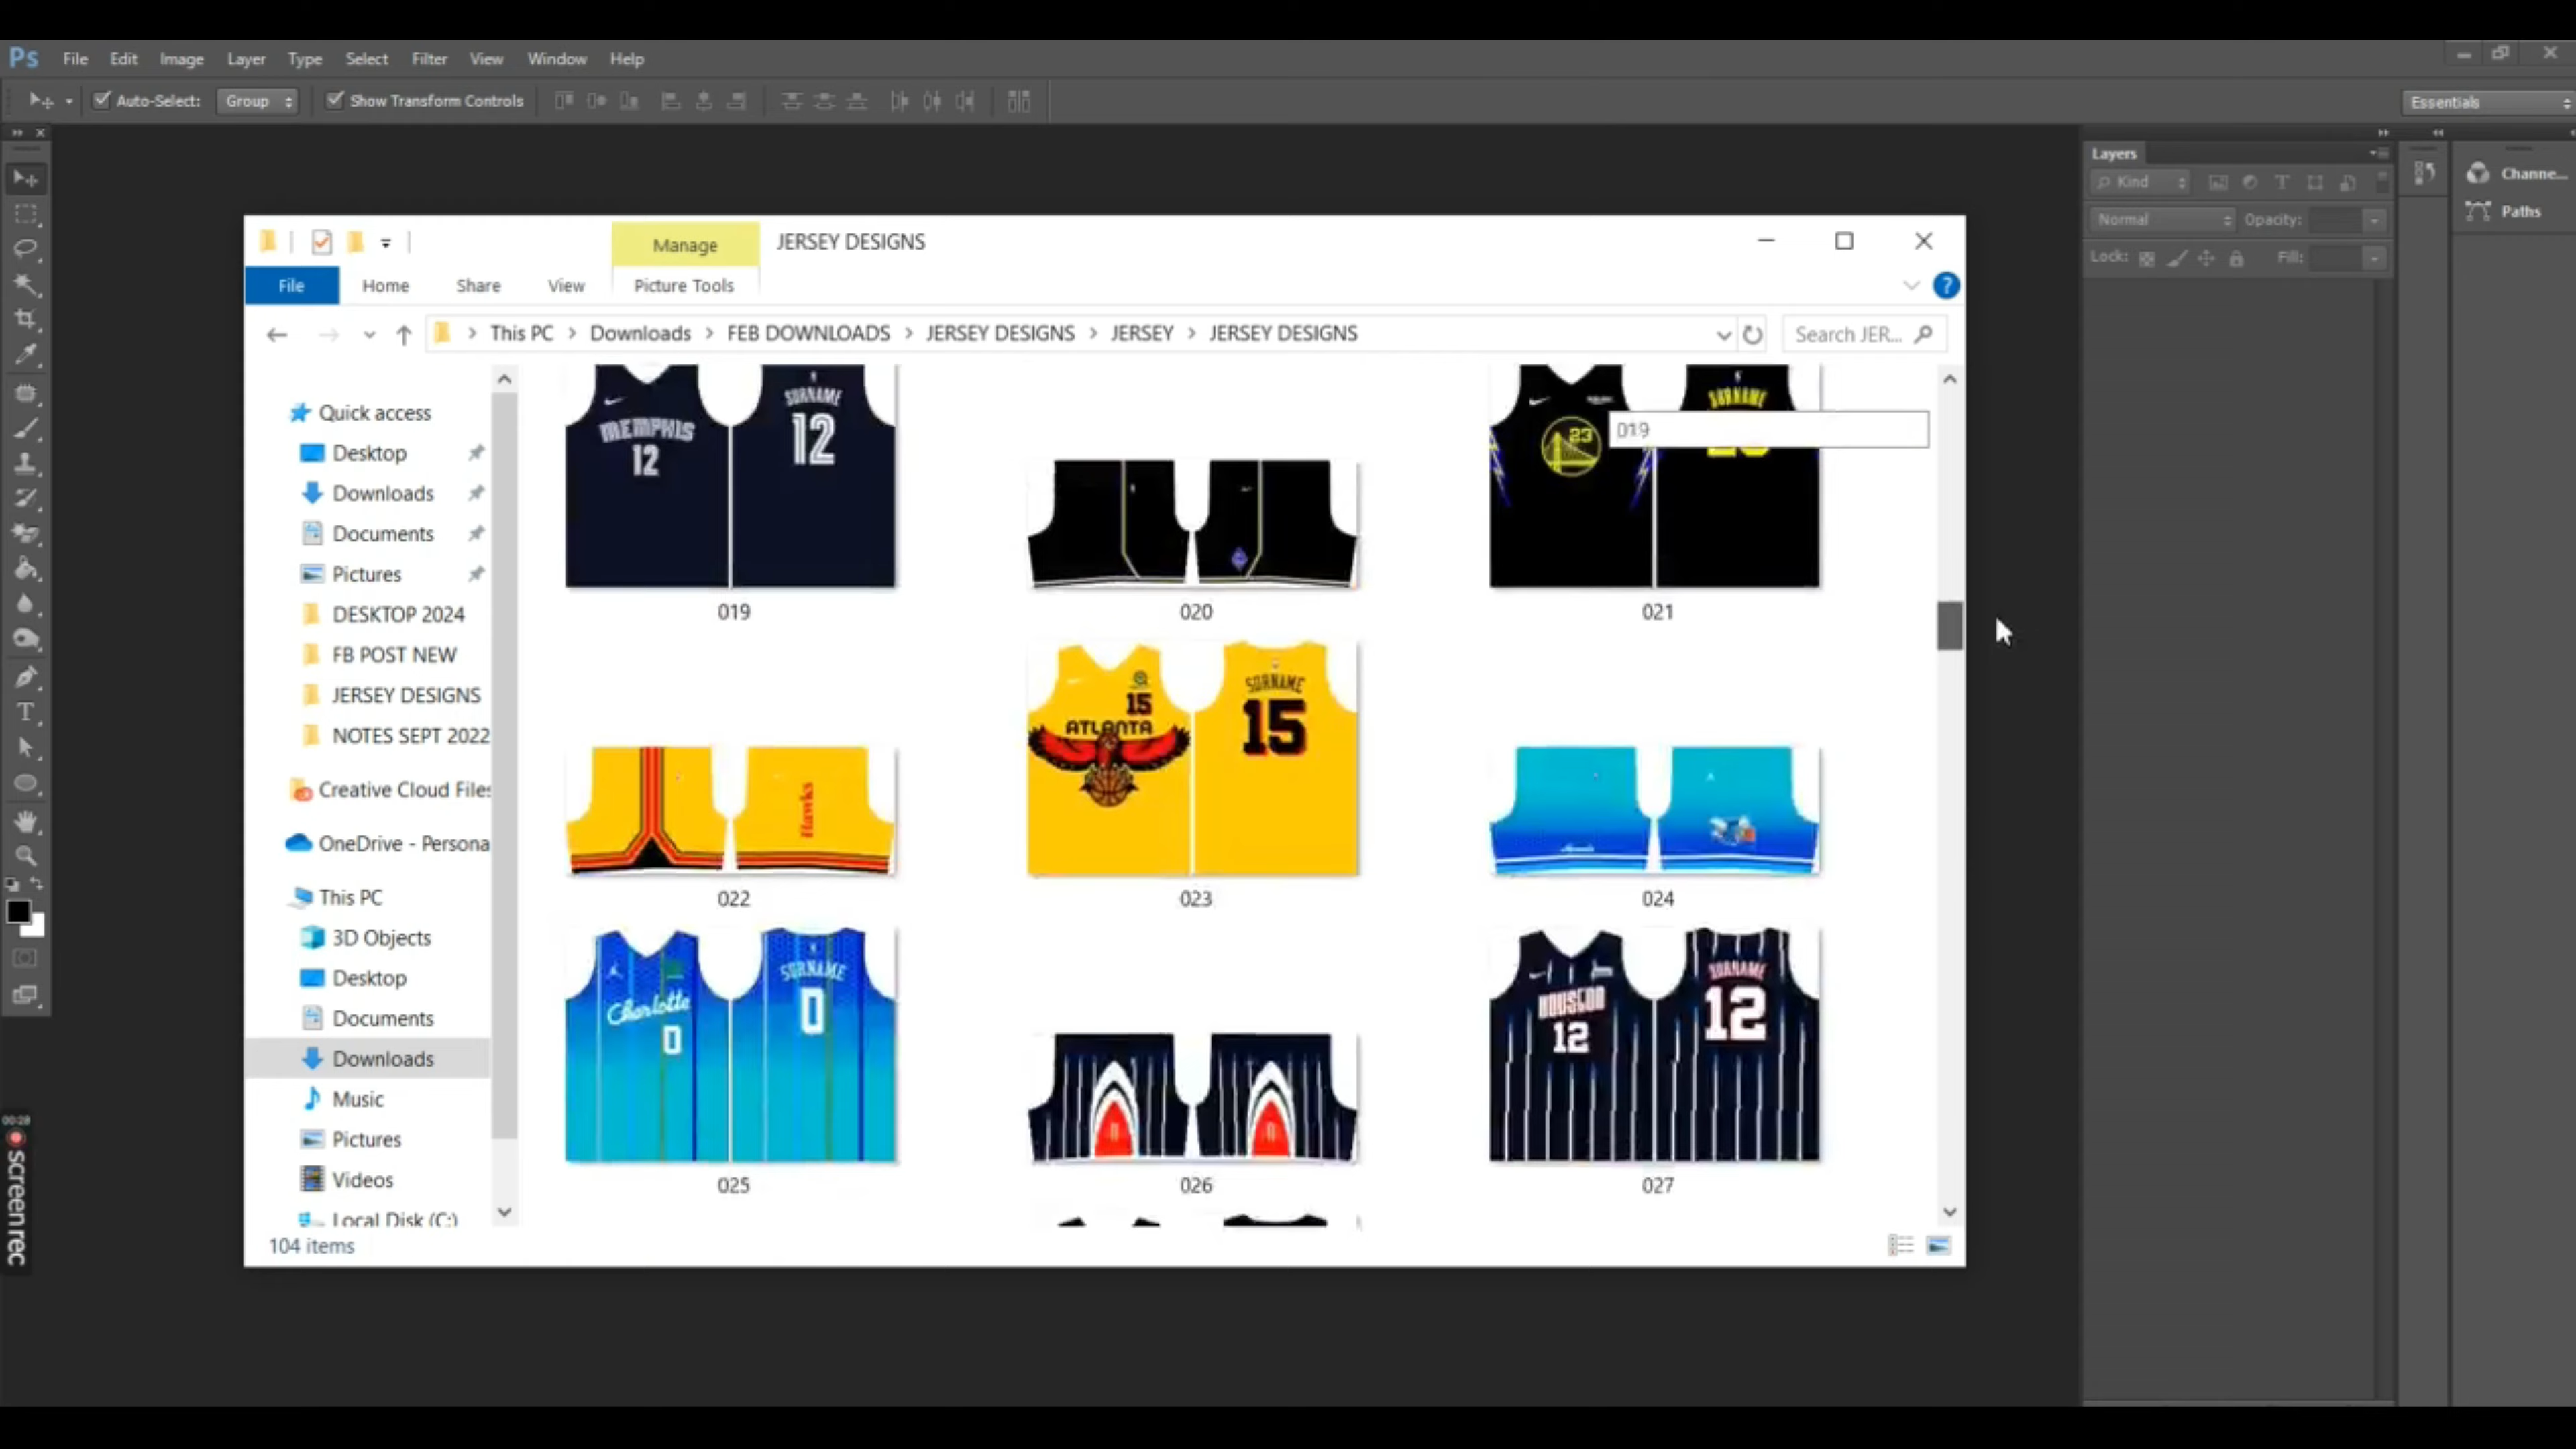 Ps File Edit Image Layer Type Select Filter View Window Help
Auto-Select: Group Show Transform Controls
Essentials
Layers
Kind
Normal Opacity:
Lock: Fill:
Channe...
Paths
Manage JERSEY DESIGNS
File Home Share View Picture Tools
This PC > Downloads > FEB DOWNLOADS > JERSEY DESIGNS > JERSEY > JERSEY DESIGNS
Search JER...
Quick access
Desktop
Downloads
Documents
Pictures
DESKTOP 2024
FB POST NEW
JERSEY DESIGNS
NOTES SEPT 2022
Creative Cloud Files
OneDrive - Persona
This PC
3D Objects
Desktop
Documents
Downloads
Music
Pictures
Videos
Local Disk (C:)
104 items
MEMPHIS
12
SURNAME
12
019
020
23
SURNAME
019
021
Hawks
022
15
ATLANTA
SURNAME
15
023
024
Charlotte
0
SURNAME
0
025
026
HOUSTON
12
SURNAME
12
027
00:28
screenrec